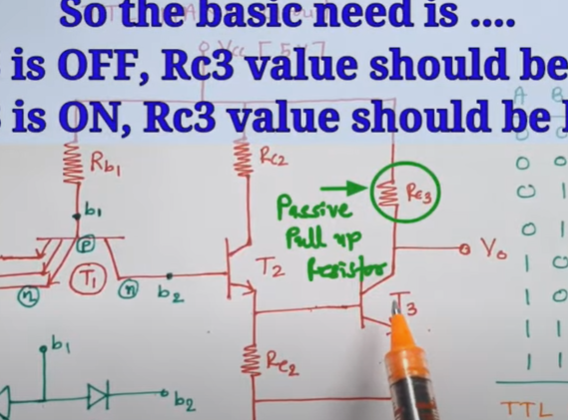 So the basic need is ....
is OFF, Rc3 value should be
is ON, Rc3 value should be
Rb1
Rc2
Rc3
b1
Passive
Pull up
Resistor
P
T1
n
n
b2
T2
T3
Yo
Re2
b1
b2
A B
0 0
0 1
0 1
1 0
1 0
1 1
1 1
TTL